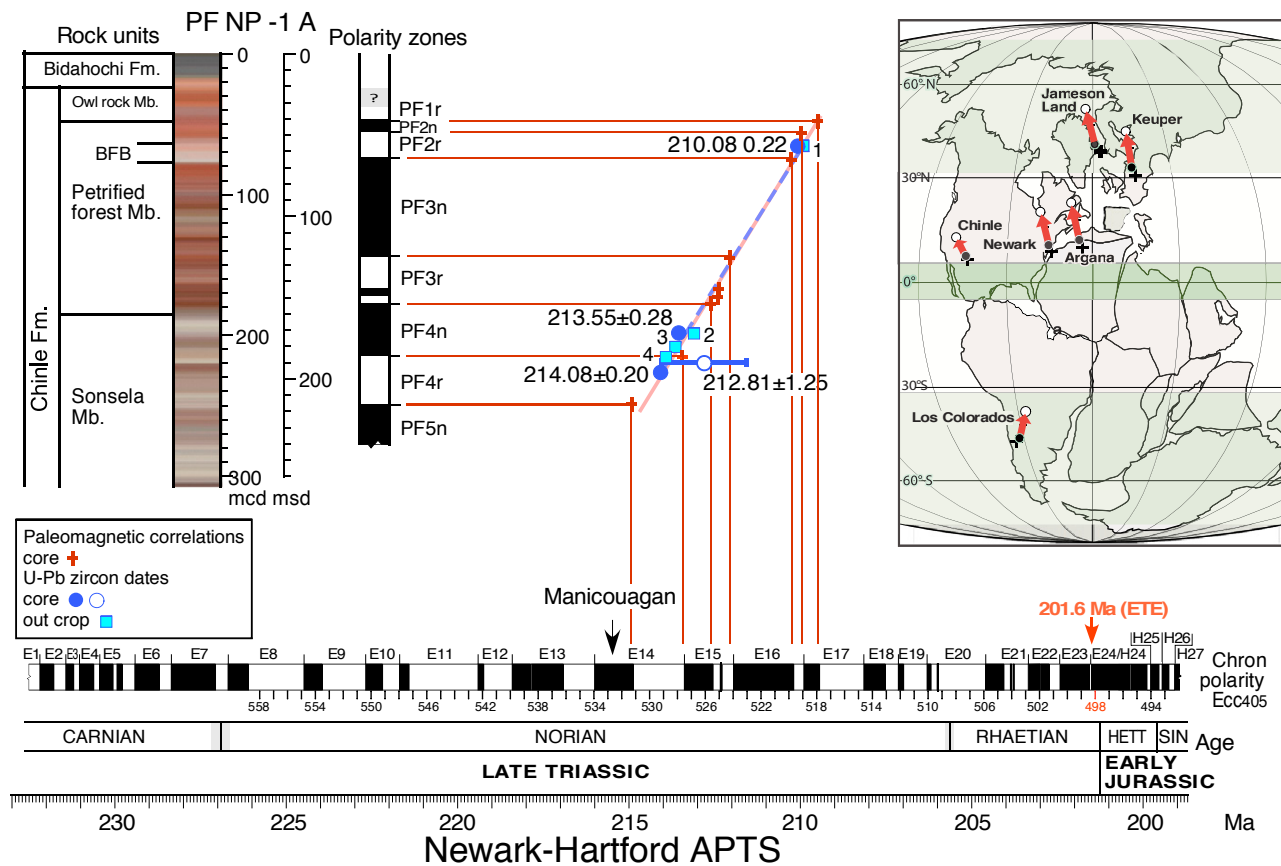 PF NP -1 A
Rock units
Polarity zones
Bidahochi Fm.
Owl rock Mb.
BFB
Petrified
forest Mb.
Chinle Fm.
Sonsela
Mb.
0
100
200
300
mcd msd
0
100
200
?
PF1r
PF2n
PF2r
PF3n
PF3r
PF4n
PF4r
PF5n
210.08 0.22
1
213.55±0.28
3
2
4
214.08±0.20
212.81±1.25
60°N
30°N
0°
30°S
60°S
Jameson
Land
Keuper
Chinle
Newark
Argana
Los Colorados
Paleomagnetic correlations
core
U-Pb zircon dates
core
out crop
Manicouagan
201.6 Ma (ETE)
E1 E2 E3 E4 E5 E6 E7 E8 E9 E10 E11 E12 E13 E14 E15 E16 E17 E18 E19 E20 E21 E22 E23 E24/H24 H25 H26 H27
Chron
polarity
Ecc405
558 554 550 546 542 538 534 530 526 522 518 514 510 506 502 498 494
CARNIAN NORIAN RHAETIAN HETT SIN Age
LATE TRIASSIC
EARLY
JURASSIC
230 225 220 215 210 205 200 Ma
Newark-Hartford APTS